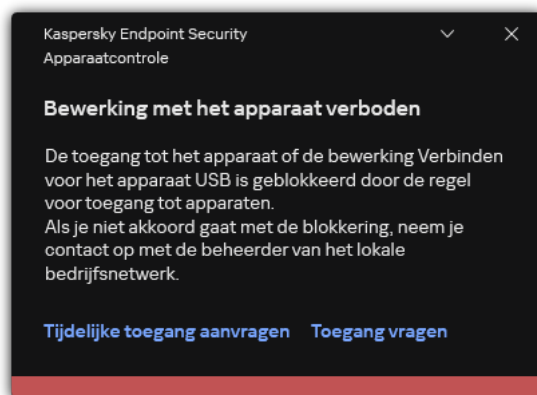 Kaspersky Endpoint Security
Apparaatcontrole
Bewerking met het apparaat verboden
De toegang tot het apparaat of de bewerking Verbinden
voor het apparaat USB is geblokkeerd door de regel
voor toegang tot apparaten.
Als je niet akkoord gaat met de blokkering, neem je
contact op met de beheerder van het lokale
bedrijfsnetwerk.
Tijdelijke toegang aanvragen Toegang vragen